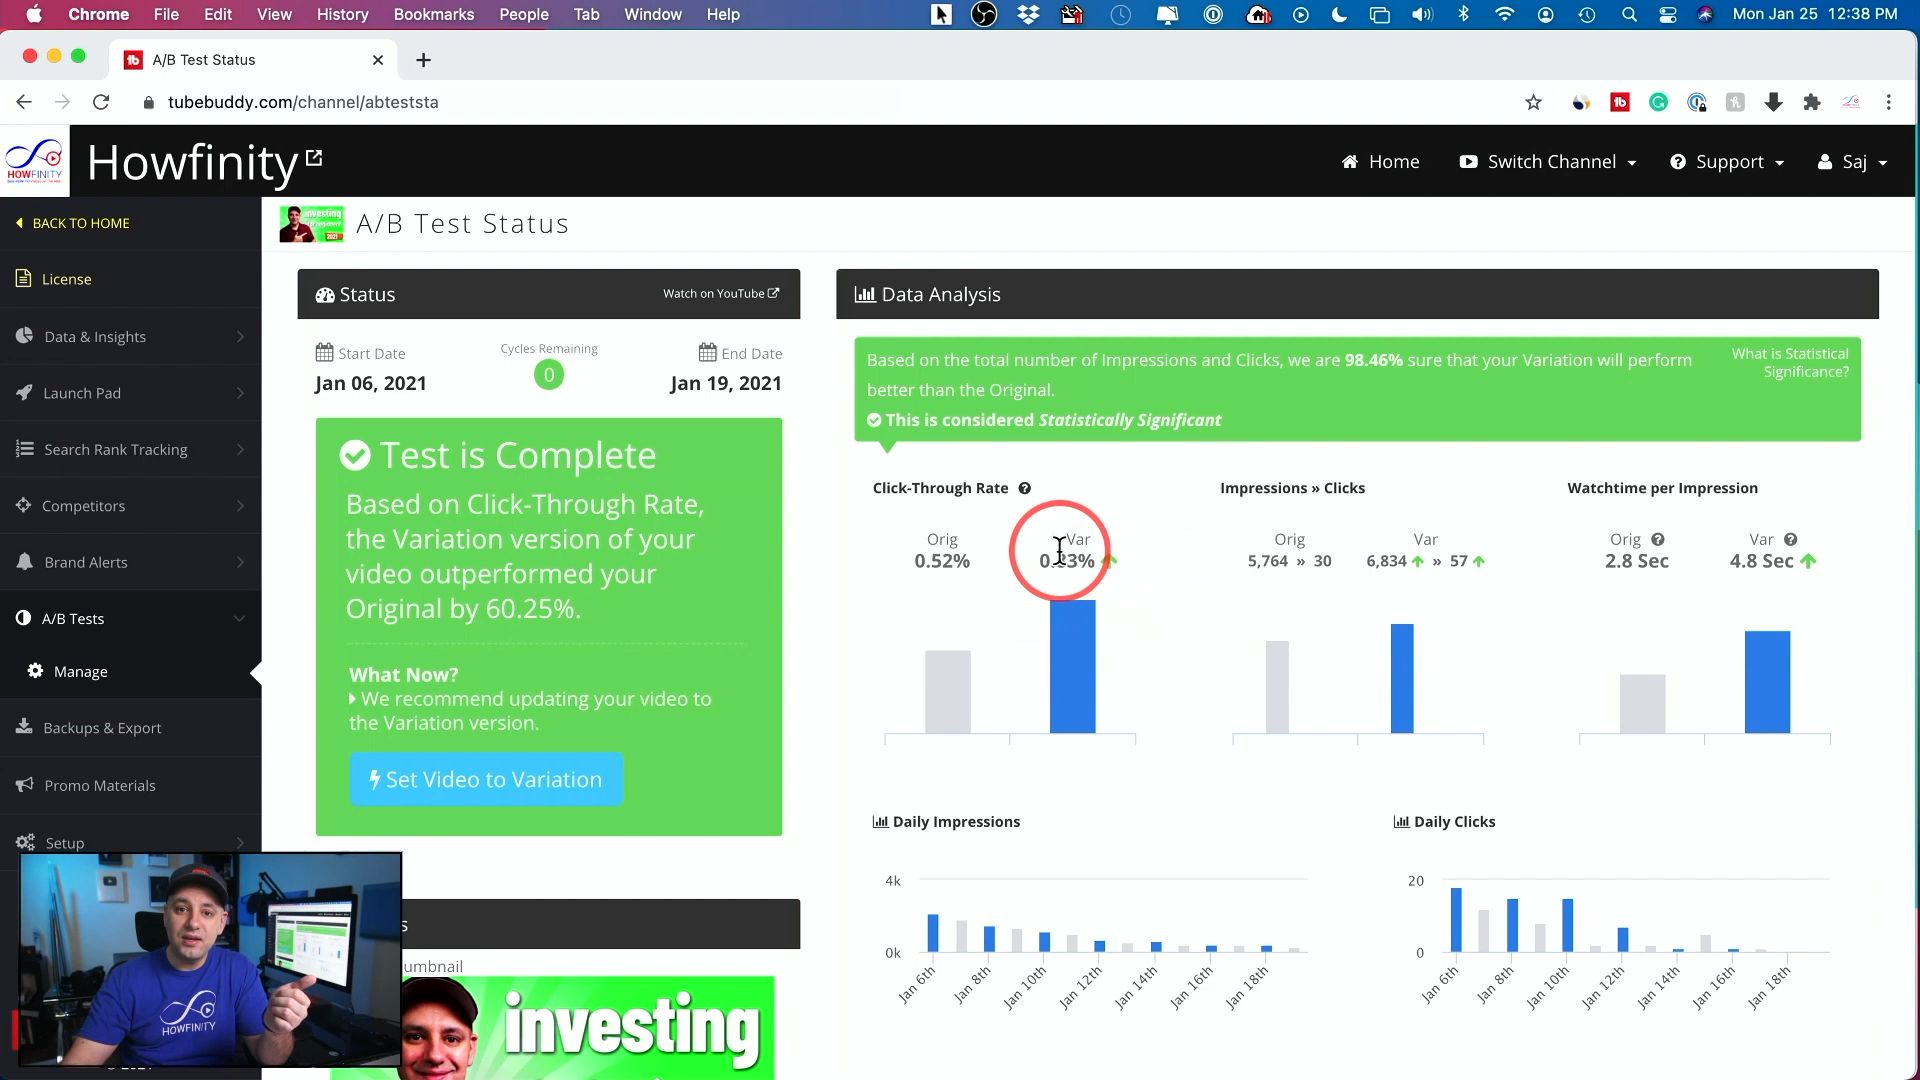 Chrome File Edit View History Bookmarks People Tab Window Help Mon Jan 25 12:38 PM
A/B Test Status
tubebuddy.com/channel/abteststa
HOWFINITY
Howfinity
Home Switch Channel Support Saj
BACK TO HOME
License
Data & Insights
Launch Pad
Search Rank Tracking
Competitors
Brand Alerts
A/B Tests
Manage
Backups & Export
Promo Materials
Setup
investing
A/B Test Status
Status Watch on YouTube
Start Date Cycles Remaining End Date
Jan 06, 2021 0 Jan 19, 2021
Test is Complete
Based on Click-Through Rate,
the Variation version of your
video outperformed your
Original by 60.25%.
What Now?
We recommend updating your video to
the Variation version.
Set Video to Variation
Data Analysis
Based on the total number of Impressions and Clicks, we are 98.46% sure that your Variation will perform
better than the Original.
This is considered Statistically Significant
What is Statistical
Significance?
Click-Through Rate Impressions » Clicks Watchtime per Impression
Orig Var Orig Var Orig Var
0.52% 5,764 » 30 6,834 » 57 2.8 Sec 4.8 Sec
Daily Impressions
4k
0k
Jan 6th Jan 8th Jan 10th Jan 12th Jan 14th Jan 16th Jan 18th
Daily Clicks
20
0
Jan 6th Jan 8th Jan 10th Jan 12th Jan 14th Jan 16th Jan 18th
investing
HOWFINITY